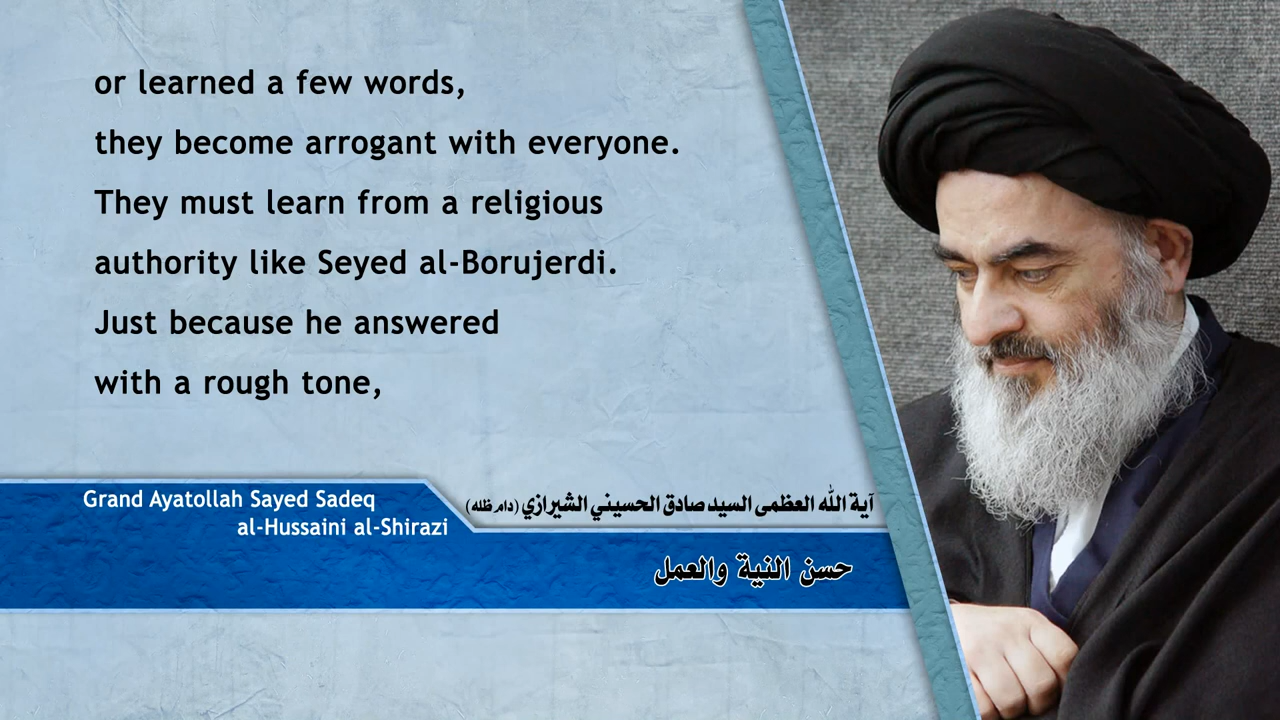 or learned a few words,
they become arrogant with everyone.
They must learn from a religious
authority like Seyed al-Borujerdi.
Just because he answered
with a rough tone,
Grand Ayatollah Sayed Sadeq
al-Hussaini al-Shirazi
آية الله العظمى السيد صادق الحسيني الشيرازي (دام ظله)
حسن النية والعمل